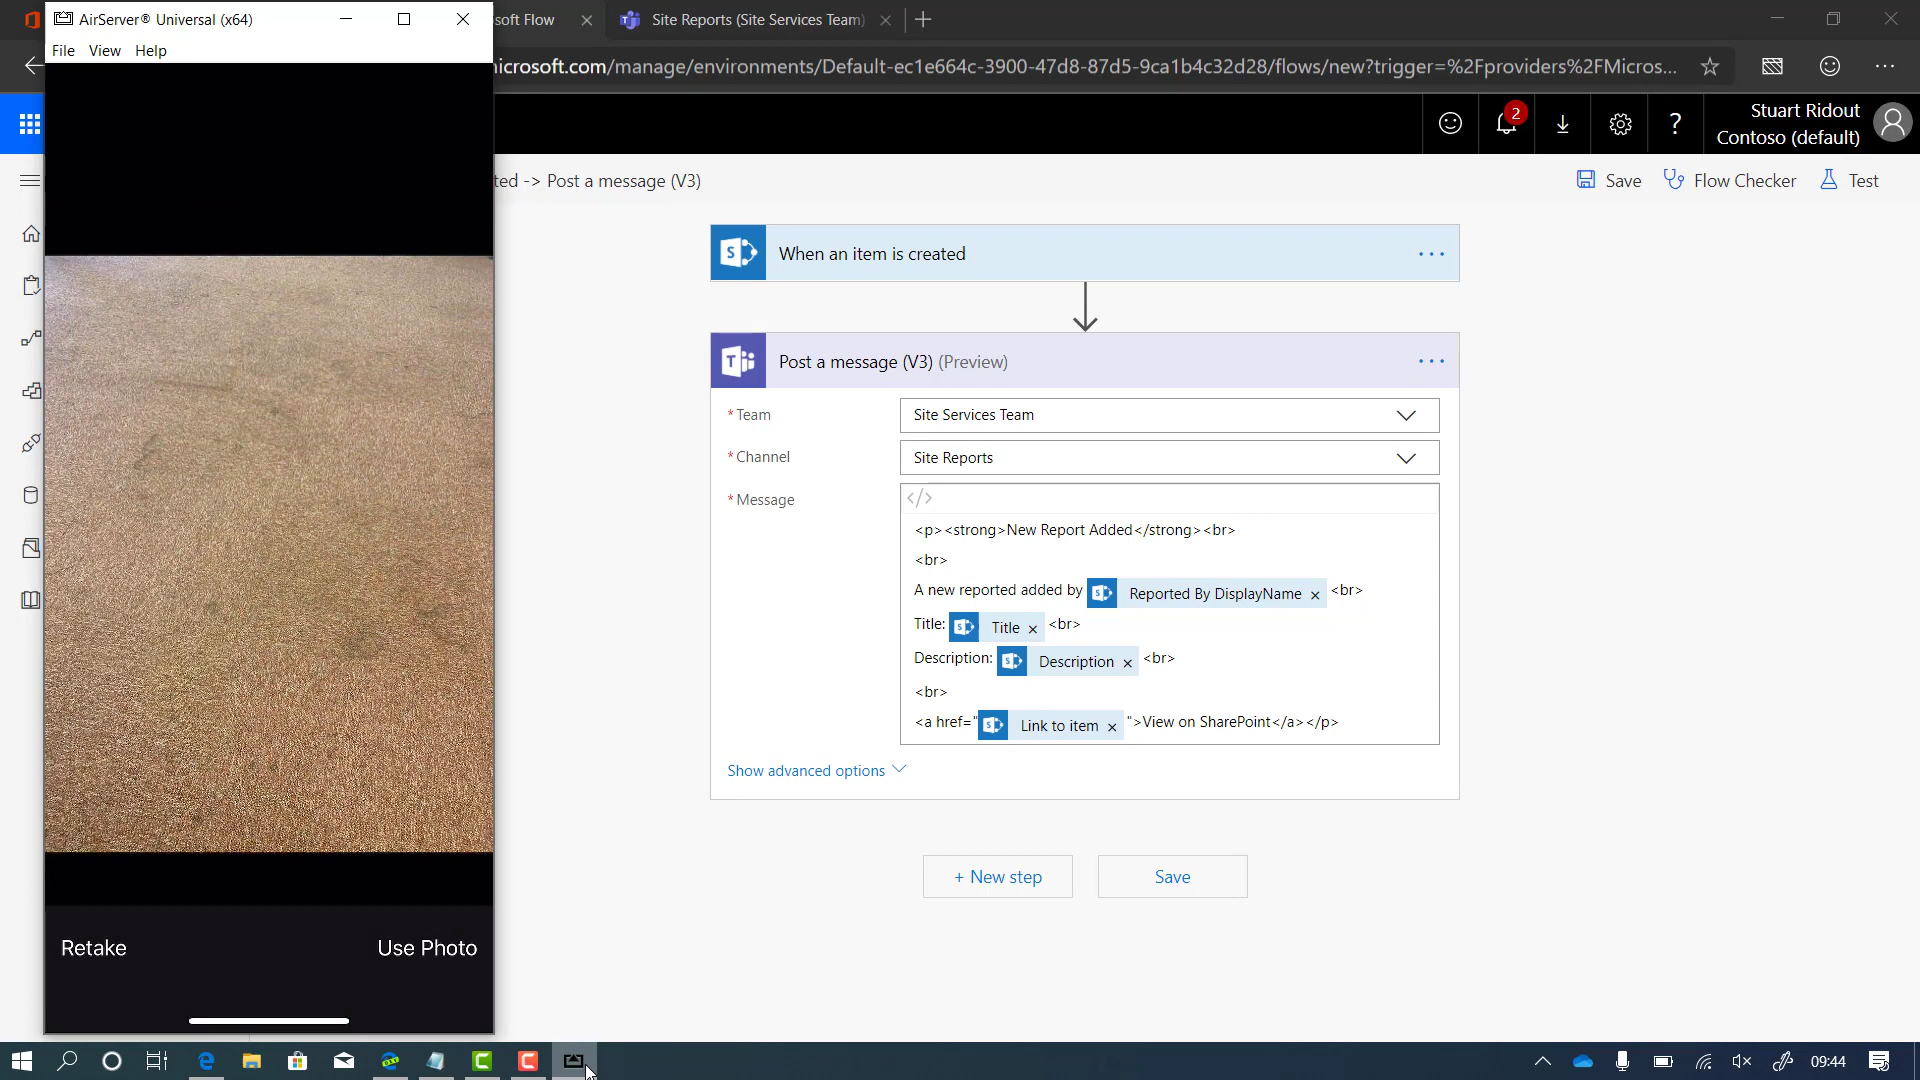 AirServer® Universal (x64)
File View Help
soft Flow
Site Reports (Site Services Team)
icrosoft.com/manage/environments/Default-ec1e664c-3900-47d8-87d5-9ca1b4c32d28/flows/new?trigger=%2Fproviders%2FMicros...
2
?
Stuart Ridout
Contoso (default)
ted -> Post a message (V3)
Save
Flow Checker
Test
When an item is created
Post a message (V3) (Preview)
* Team
Site Services Team
* Channel
Site Reports
* Message
</>
<p><strong>New Report Added</strong><br>
<br>
A new reported added by Reported By DisplayName × <br>
Title: Title × <br>
Description: Description × <br>
<br>
<a href="Link to item ×">View on SharePoint</a></p>
Show advanced options
+ New step
Save
Retake
Use Photo
09:44